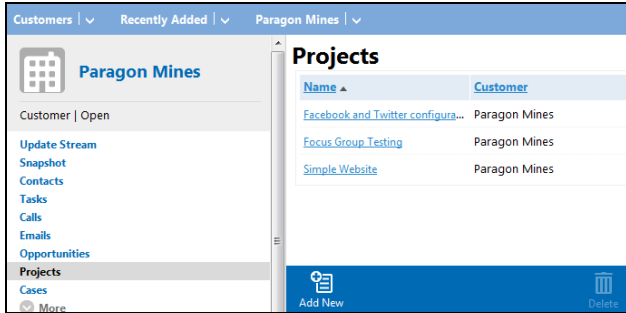 Customers | Recently Added | Paragon Mines |
Paragon Mines
Customer | Open
Update Stream
Snapshot
Contacts
Tasks
Calls
Emails
Opportunities
Projects
Cases
More
Projects
Name Customer
Facebook and Twitter configura... Paragon Mines
Focus Group Testing Paragon Mines
Simple Website Paragon Mines
Add New Delete